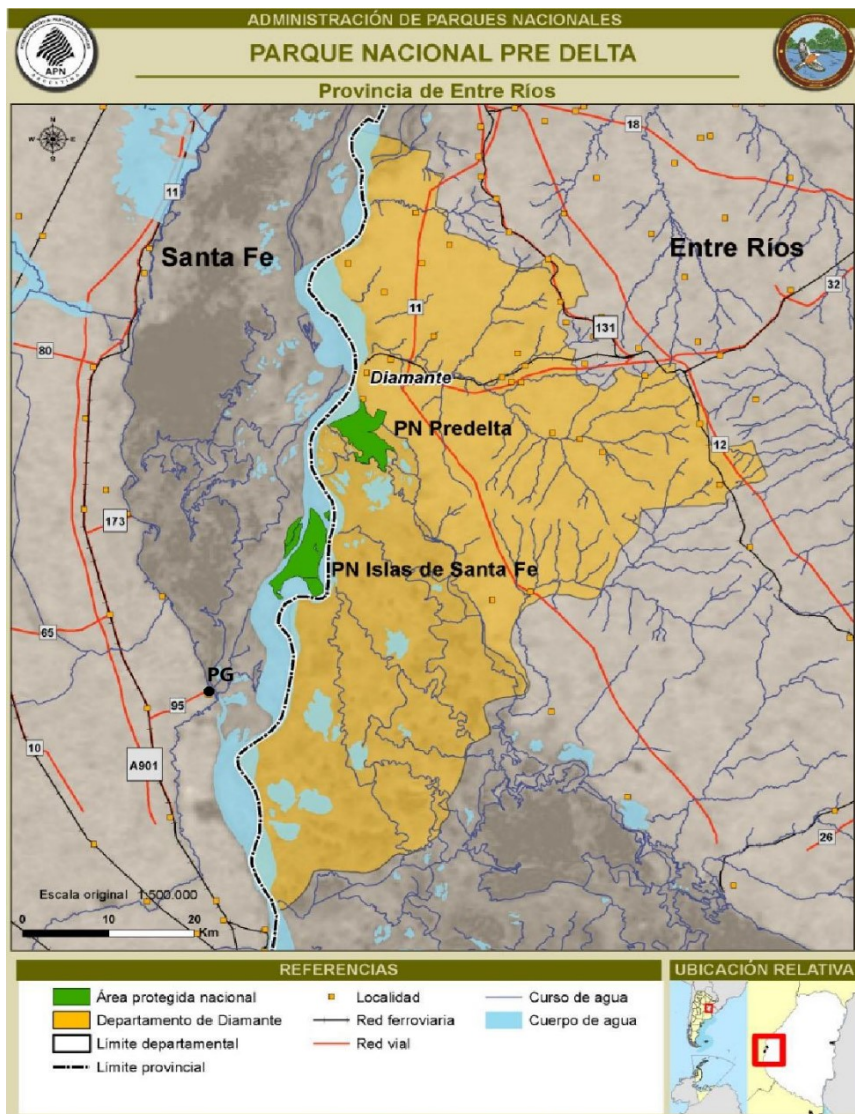 ADMINISTRACIÓN DE PARQUES NACIONALES
PARQUE NACIONAL PRE DELTA
Provincia de Entre Ríos
APN
ARGENTINA
N
W E
S
18
11
Santa Fe
Entre Ríos
32
11
131
80
Diamante
PN Predelta
12
173
PN Islas de Santa Fe
65
PG
95
10
A901
26
Escala original 1:500.000
0 10 20
Km
REFERENCIAS
Área protegida nacional
Departamento de Diamante
Límite departamental
Límite provincial
Localidad
Red ferroviaria
Red vial
Curso de agua
Cuerpo de agua
UBICACIÓN RELATIVA